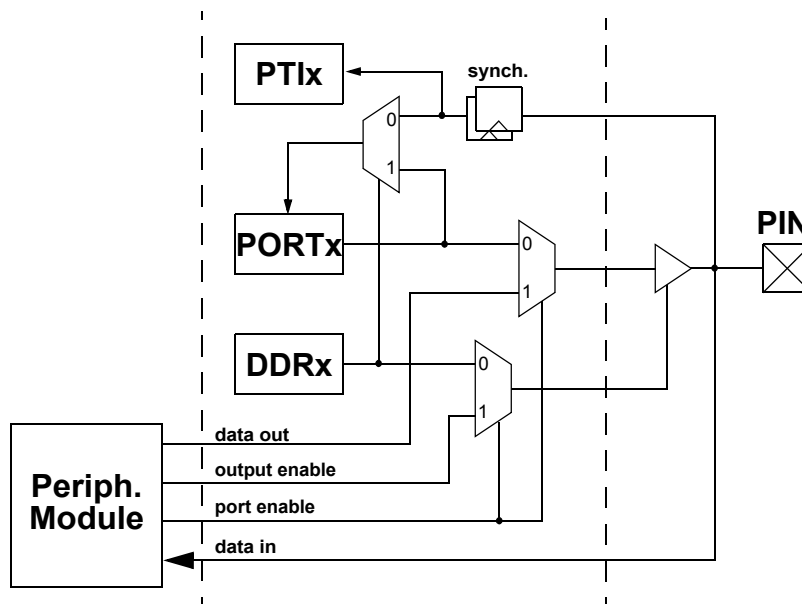 PTIx
synch.
0
1
PORTx
PIN
0
1
DDRx
0
1
data out
output enable
Periph.
Module
port enable
data in